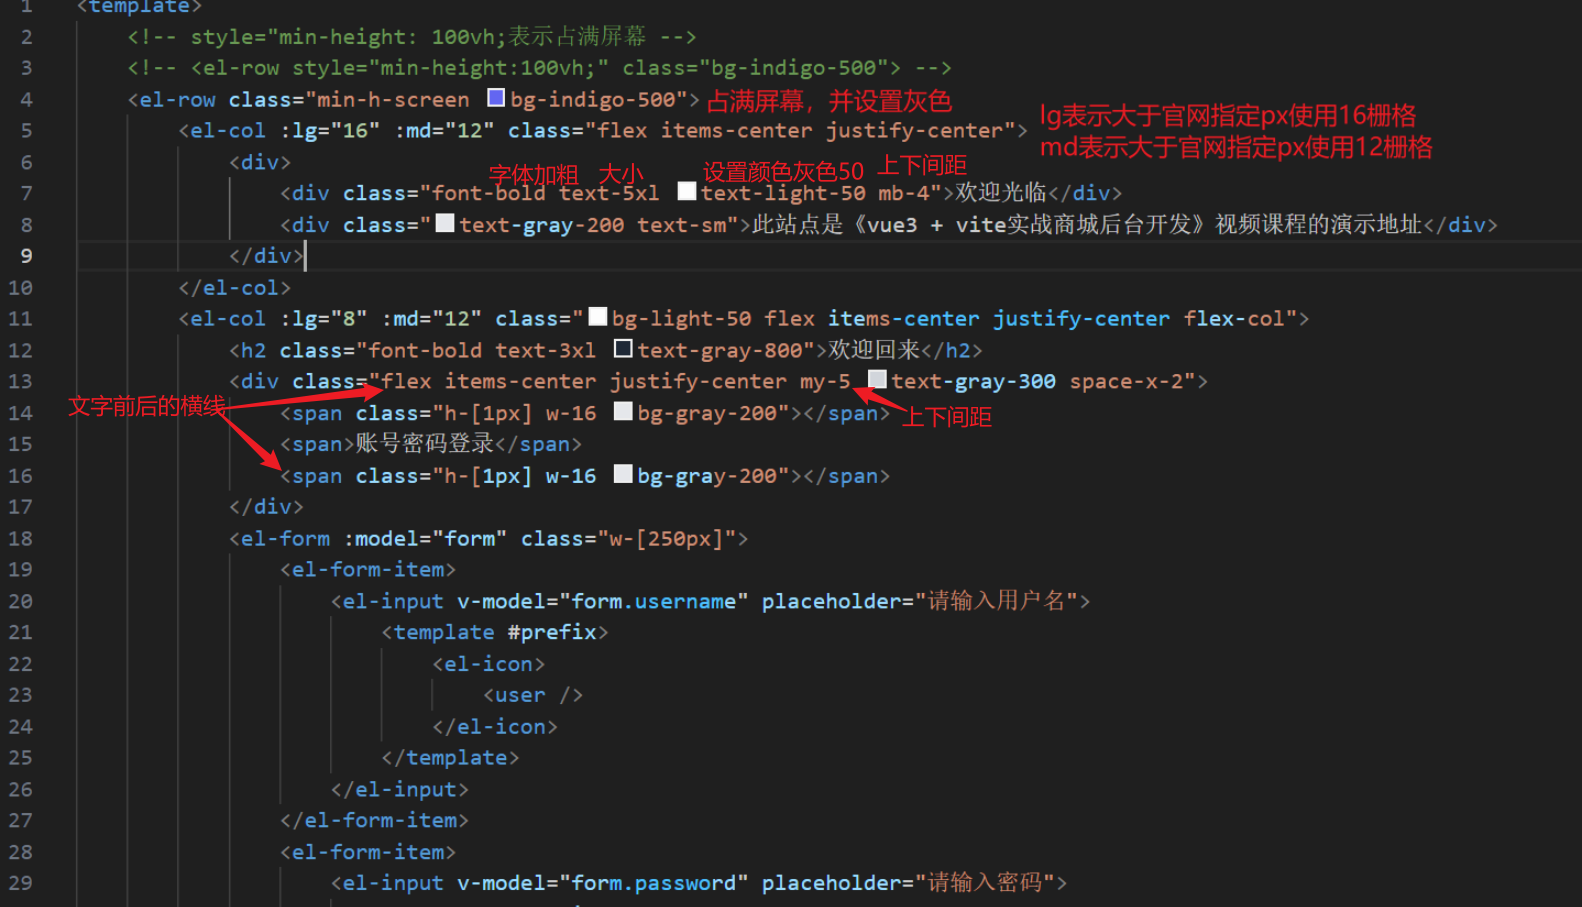 1 <template>
2 <!-- style="min-height: 100vh;表示占满屏幕 -->
3 <!-- <el-row style="min-height:100vh;" class="bg-indigo-500"> -->
4 <el-row class="min-h-screen bg-indigo-500"> 占满屏幕，并设置灰色
lg表示大于官网指定px使用16栅格
5 <el-col :lg="16" :md="12" class="flex items-center justify-center">
md表示大于官网指定px使用12栅格
6 <div>
字体加粗 大小 设置颜色灰色50 上下间距
7 <div class="font-bold text-5xl text-light-50 mb-4">欢迎光临</div>
8 <div class="text-gray-200 text-sm">此站点是《vue3 + vite实战商城后台开发》视频课程的演示地址</div>
9 </div>
10 </el-col>
11 <el-col :lg="8" :md="12" class="bg-light-50 flex items-center justify-center flex-col">
12 <h2 class="font-bold text-3xl text-gray-800">欢迎回来</h2>
13 <div class="flex items-center justify-center my-5 text-gray-300 space-x-2">
文字前后的横线
14 <span class="h-[1px] w-16 bg-gray-200"></span> 上下间距
15 <span>账号密码登录</span>
16 <span class="h-[1px] w-16 bg-gray-200"></span>
17 </div>
18 <el-form :model="form" class="w-[250px]">
19 <el-form-item>
20 <el-input v-model="form.username" placeholder="请输入用户名">
21 <template #prefix>
22 <el-icon>
23 <user />
24 </el-icon>
25 </template>
26 </el-input>
27 </el-form-item>
28 <el-form-item>
29 <el-input v-model="form.password" placeholder="请输入密码">